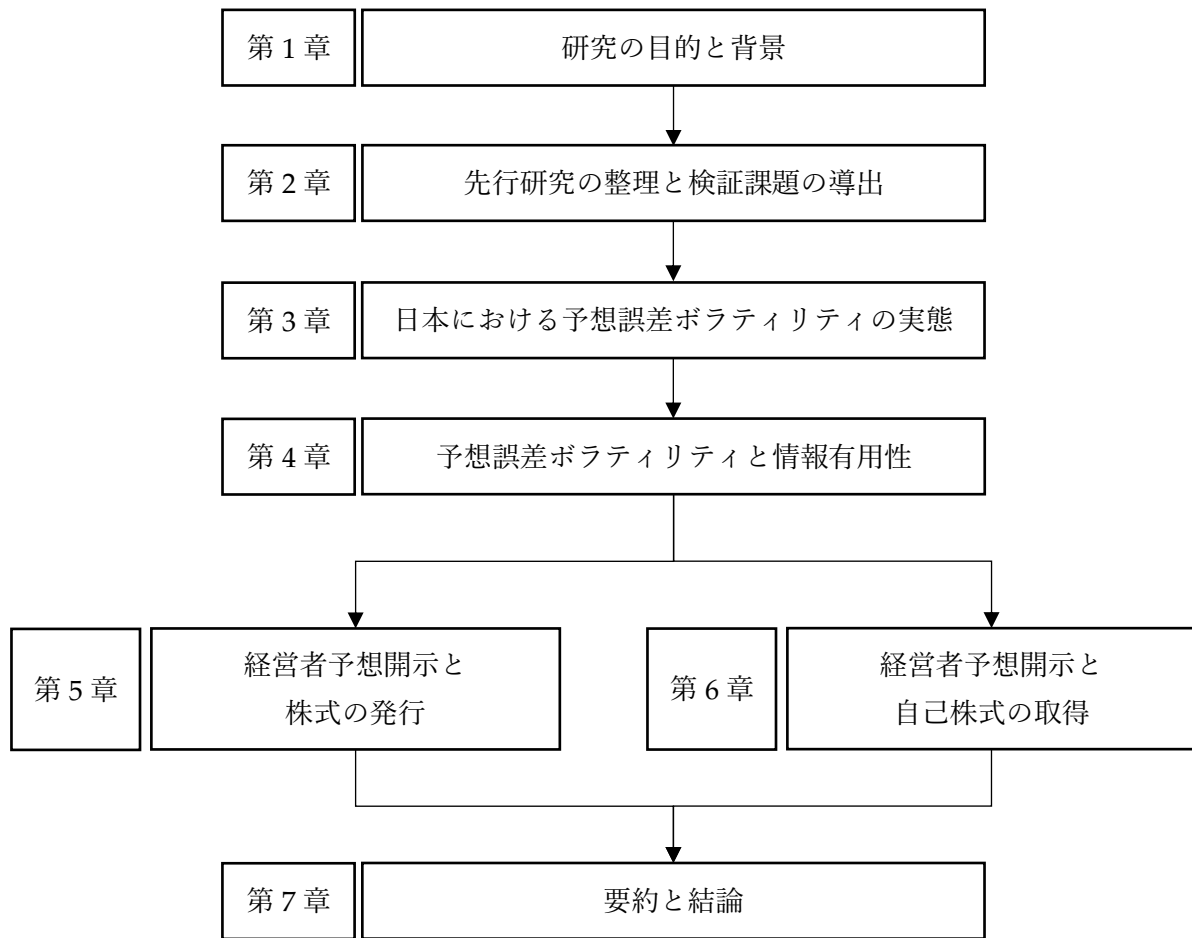 第 1 章
研究の目的と背景
第 2 章
先行研究の整理と検証課題の導出
第 3 章
日本における予想誤差ボラティリティの実態
第 4 章
予想誤差ボラティリティと情報有用性
第 5 章
経営者予想開示と
株式の発行
第 6 章
経営者予想開示と
自己株式の取得
第 7 章
要約と結論